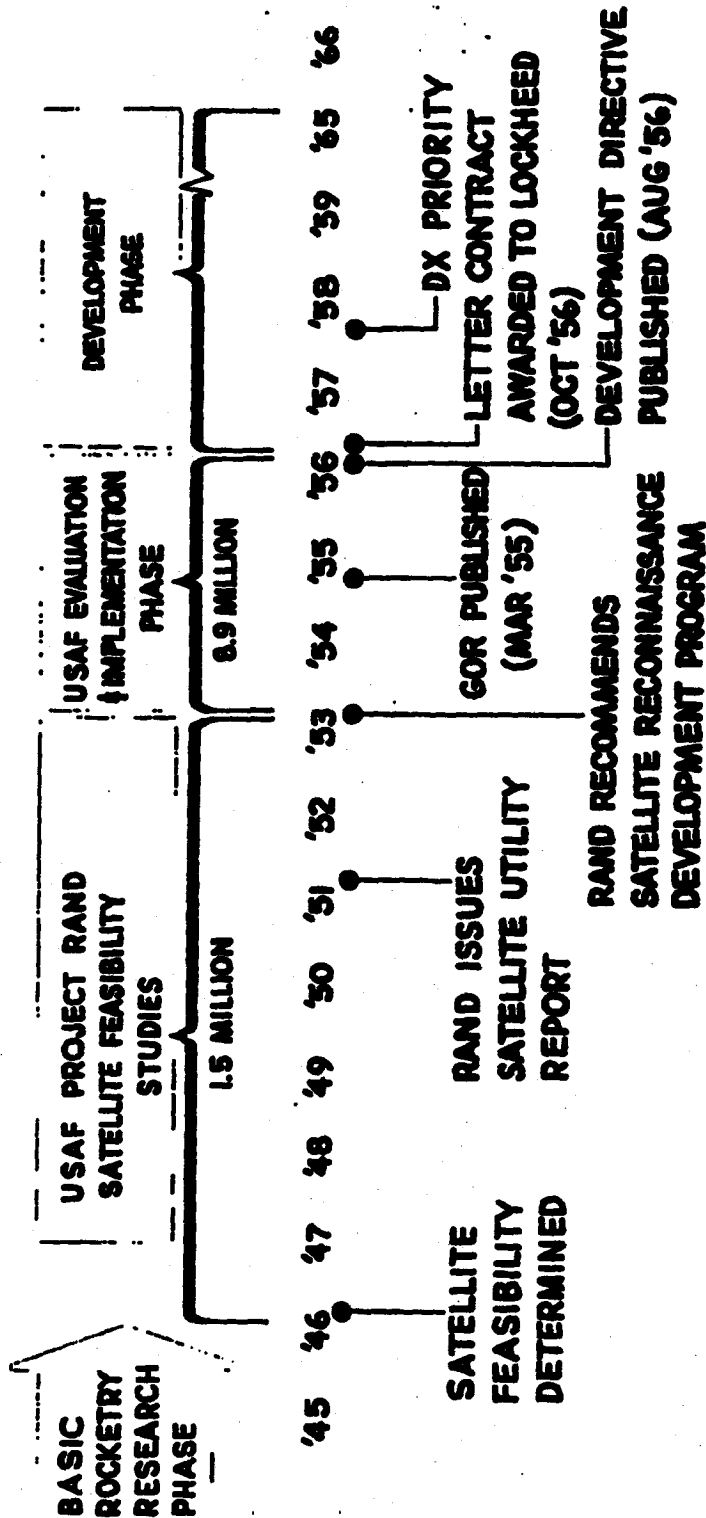 BASIC
ROCKETRY
RESEARCH
PHASE
USAF PROJECT RAND
SATELLITE FEASIBILITY
STUDIES
1.5 MILLION
USAF EVALUATION
& IMPLEMENTATION
PHASE
8.9 MILLION
DEVELOPMENT
PHASE
'45 '46 '47 '48 '49 '50 '51 '52 '53 '54 '55 '56 '57 '58 '59 '65 '66
SATELLITE
FEASIBILITY
DETERMINED
RAND ISSUES
SATELLITE UTILITY
REPORT
RAND RECOMMENDS
SATELLITE RECONNAISSANCE
DEVELOPMENT PROGRAM
GOR PUBLISHED
(MAR '55)
DX PRIORITY
LETTER CONTRACT
AWARDED TO LOCKHEED
(OCT '56)
DEVELOPMENT DIRECTIVE
PUBLISHED (AUG '56)